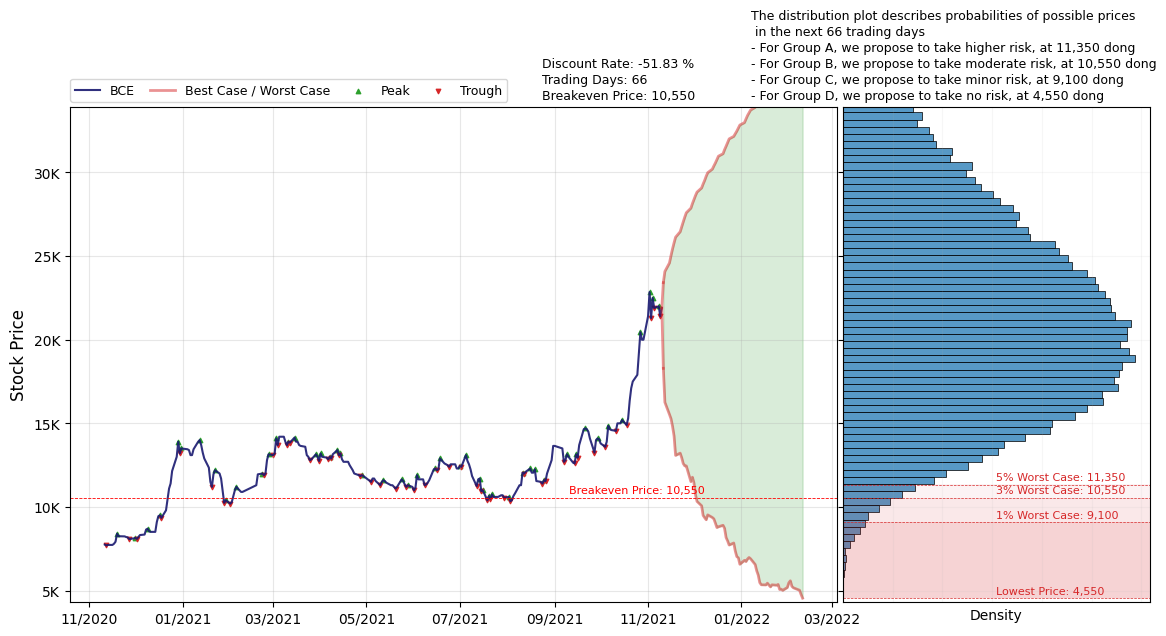 The distribution plot describes probabilities of possible prices
in the next 66 trading days
- For Group A, we propose to take higher risk, at 11,350 dong
- For Group B, we propose to take moderate risk, at 10,550 dong
- For Group C, we propose to take minor risk, at 9,100 dong
- For Group D, we propose to take no risk, at 4,550 dong
Discount Rate: -51.83 %
Trading Days: 66
Breakeven Price: 10,550
BCE
Best Case / Worst Case
Peak
Trough
Stock Price
30K
25K
20K
15K
10K
5K
Breakeven Price: 10,550
5% Worst Case: 11,350
3% Worst Case: 10,550
1% Worst Case: 9,100
Lowest Price: 4,550
11/2020
01/2021
03/2021
05/2021
07/2021
09/2021
11/2021
01/2022
03/2022
Density